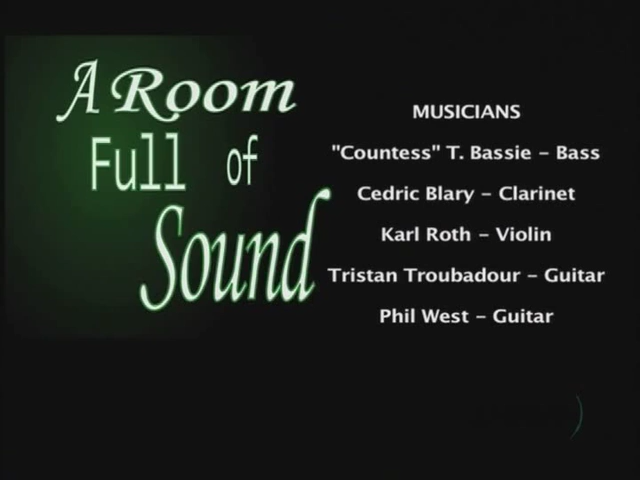 A Room
Full of
Sound
MUSICIANS
"Countess" T. Bassie – Bass
Cedric Blary – Clarinet
Karl Roth – Violin
Tristan Troubadour – Guitar
Phil West – Guitar